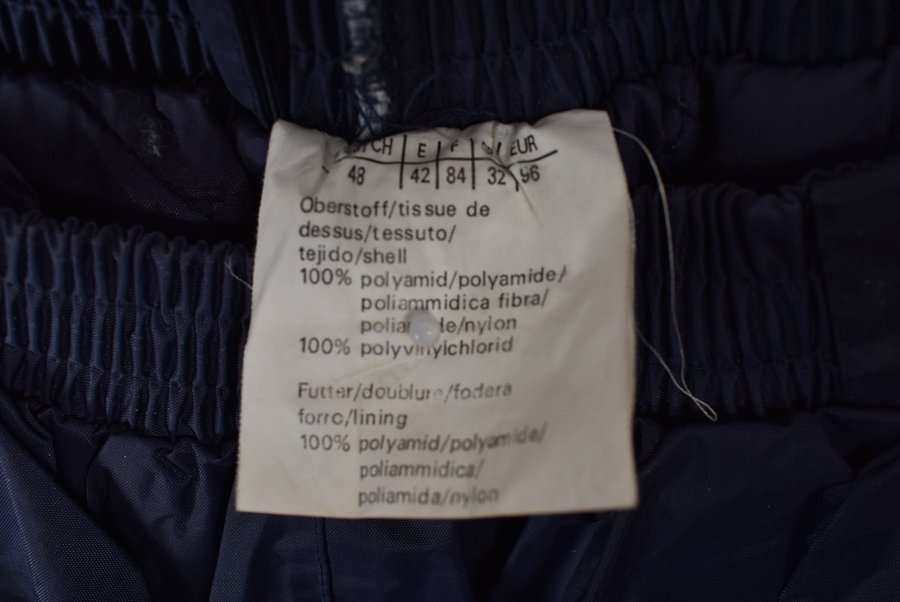 CH E F EUR
48 42 84 32 96
Oberstoff/tissue de
dessus/tessuto/
tejido/shell
100% polyamid/polyamide/
poliammidica fibra/
nylon
100% polyvinylchlorid
Futter/doublure/fodera
forro/lining
100% polyamid/polyamide/
poliammidica/
poliamida/nylon